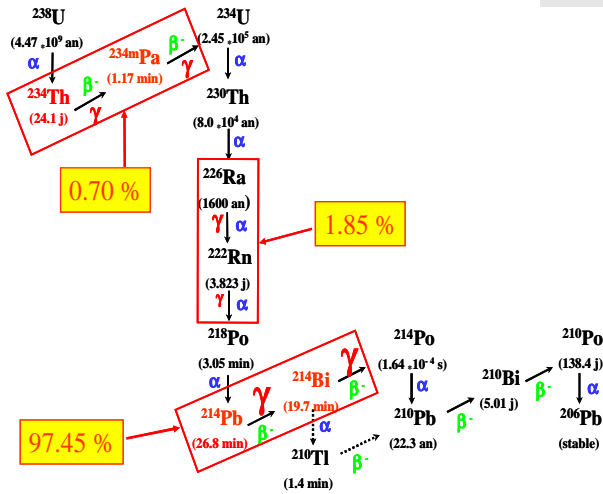 ²³⁸U
(4.47 *10⁹ an)
α
²³⁴Th
(24.1 j)
β⁻
γ
²³⁴ᵐPa
(1.17 min)
β⁻
γ
²³⁴U
(2.45 *10⁵ an)
α
²³⁰Th
(8.0 *10⁴ an)
α
0.70 %
²²⁶Ra
(1600 an)
γ α
1.85 %
²²²Rn
(3.823 j)
γ α
²¹⁸Po
(3.05 min)
α
²¹⁴Pb
(26.8 min)
γ
β⁻
²¹⁴Bi
(19.7 min)
γ
β⁻
α
97.45 %
²¹⁰Tl
(1.4 min)
β⁻
²¹⁴Po
(1.64 *10⁻⁴ s)
α
²¹⁰Pb
(22.3 an)
β⁻
²¹⁰Bi
(5.01 j)
β⁻
²¹⁰Po
(138.4 j)
α
²⁰⁶Pb
(stable)